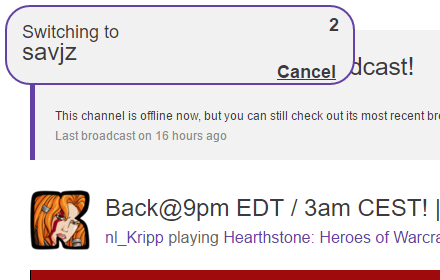 Switching to
2
savjz
Cancel
dcast!
This channel is offline now, but you can still check out its most recent bro
Last broadcast on 16 hours ago
Back@9pm EDT / 3am CEST! |
nl_Kripp playing Hearthstone: Heroes of Warcra